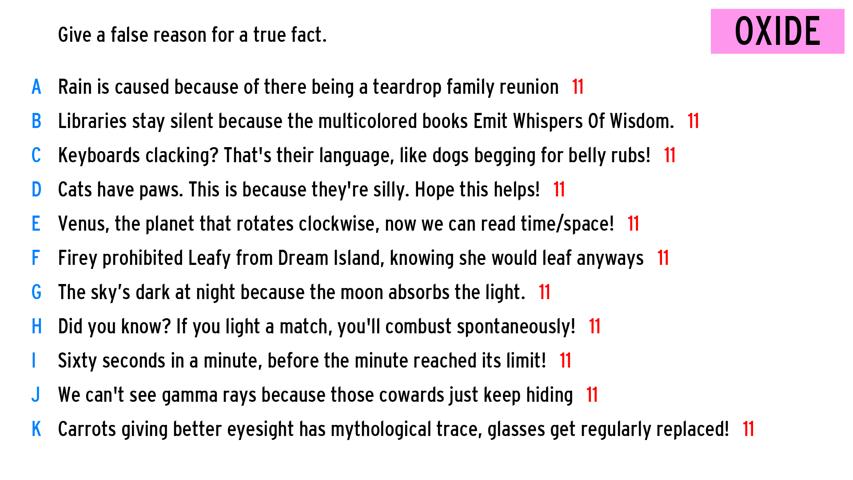 Give a false reason for a true fact.
OXIDE
A Rain is caused because of there being a teardrop family reunion 11
B Libraries stay silent because the multicolored books Emit Whispers Of Wisdom. 11
C Keyboards clacking? That's their language, like dogs begging for belly rubs! 11
D Cats have paws. This is because they're silly. Hope this helps! 11
E Venus, the planet that rotates clockwise, now we can read time/space! 11
F Firey prohibited Leafy from Dream Island, knowing she would leaf anyways 11
G The sky’s dark at night because the moon absorbs the light. 11
H Did you know? If you light a match, you'll combust spontaneously! 11
I Sixty seconds in a minute, before the minute reached its limit! 11
J We can't see gamma rays because those cowards just keep hiding 11
K Carrots giving better eyesight has mythological trace, glasses get regularly replaced! 11